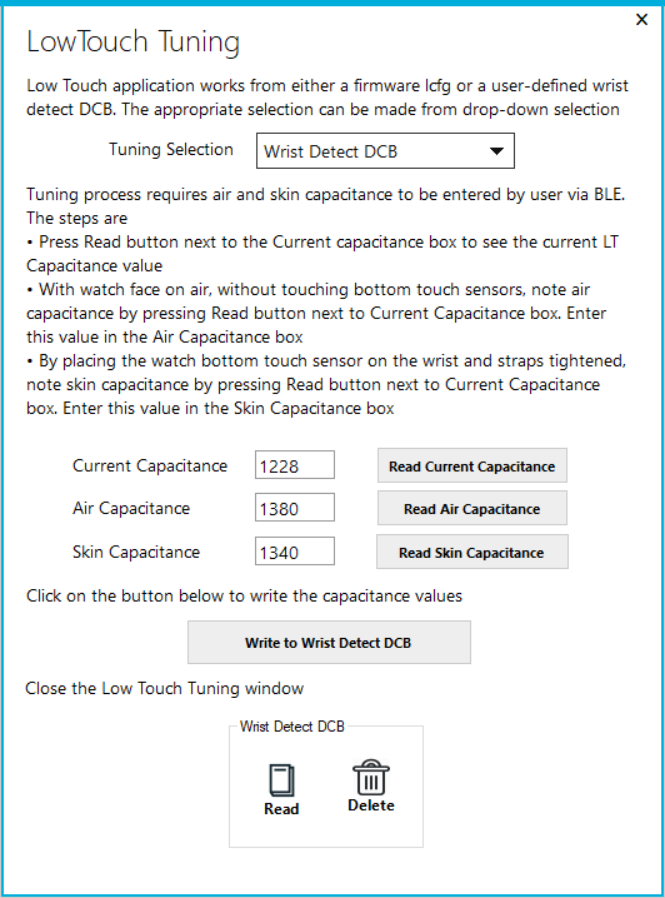 ×
LowTouch Tuning
Low Touch application works from either a firmware lcfg or a user-defined wrist
detect DCB. The appropriate selection can be made from drop-down selection
Tuning Selection Wrist Detect DCB
Tuning process requires air and skin capacitance to be entered by user via BLE.
The steps are
• Press Read button next to the Current capacitance box to see the current LT
Capacitance value
• With watch face on air, without touching bottom touch sensors, note air
capacitance by pressing Read button next to Current Capacitance box. Enter
this value in the Air Capacitance box
• By placing the watch bottom touch sensor on the wrist and straps tightened,
note skin capacitance by pressing Read button next to Current Capacitance
box. Enter this value in the Skin Capacitance box
Current Capacitance 1228 Read Current Capacitance
Air Capacitance 1380 Read Air Capacitance
Skin Capacitance 1340 Read Skin Capacitance
Click on the button below to write the capacitance values
Write to Wrist Detect DCB
Close the Low Touch Tuning window
Wrist Detect DCB
Read Delete